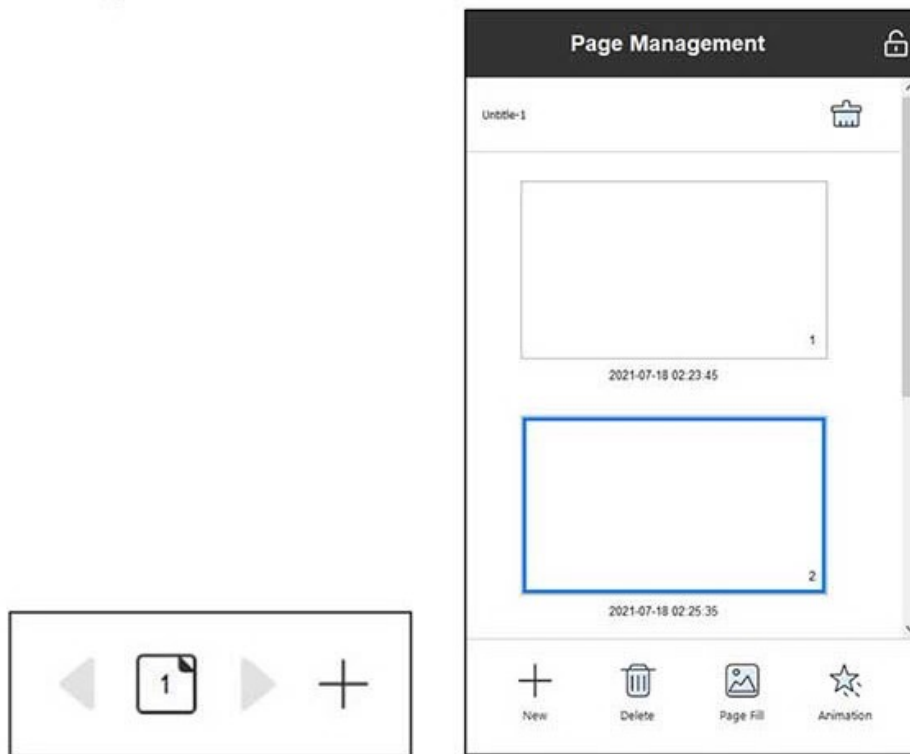 Page Management
Untitle-1
1
2021-07-18 02:23:45
2
2021-07-18 02:25:35
1
New
Delete
Page Fill
Animation